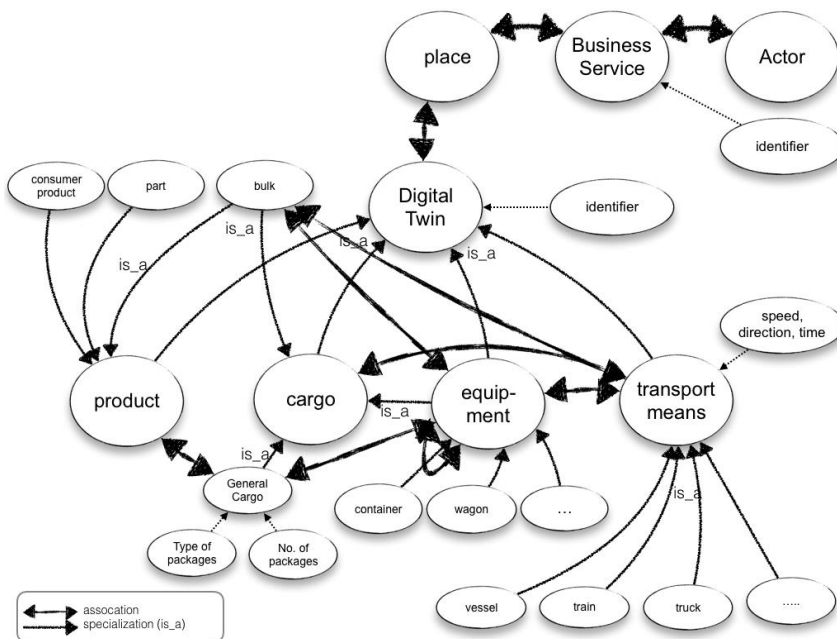 place
Business
Service
Actor
identifier
consumer
product
part
bulk
Digital
Twin
identifier
is_a
is_a
is_a
speed,
direction, time
product
cargo
equip-
ment
transport
means
is_a
is_a
General
Cargo
container
wagon
...
is_a
Type of
packages
No. of
packages
vessel
train
truck
.....
assocation
specialization (is_a)